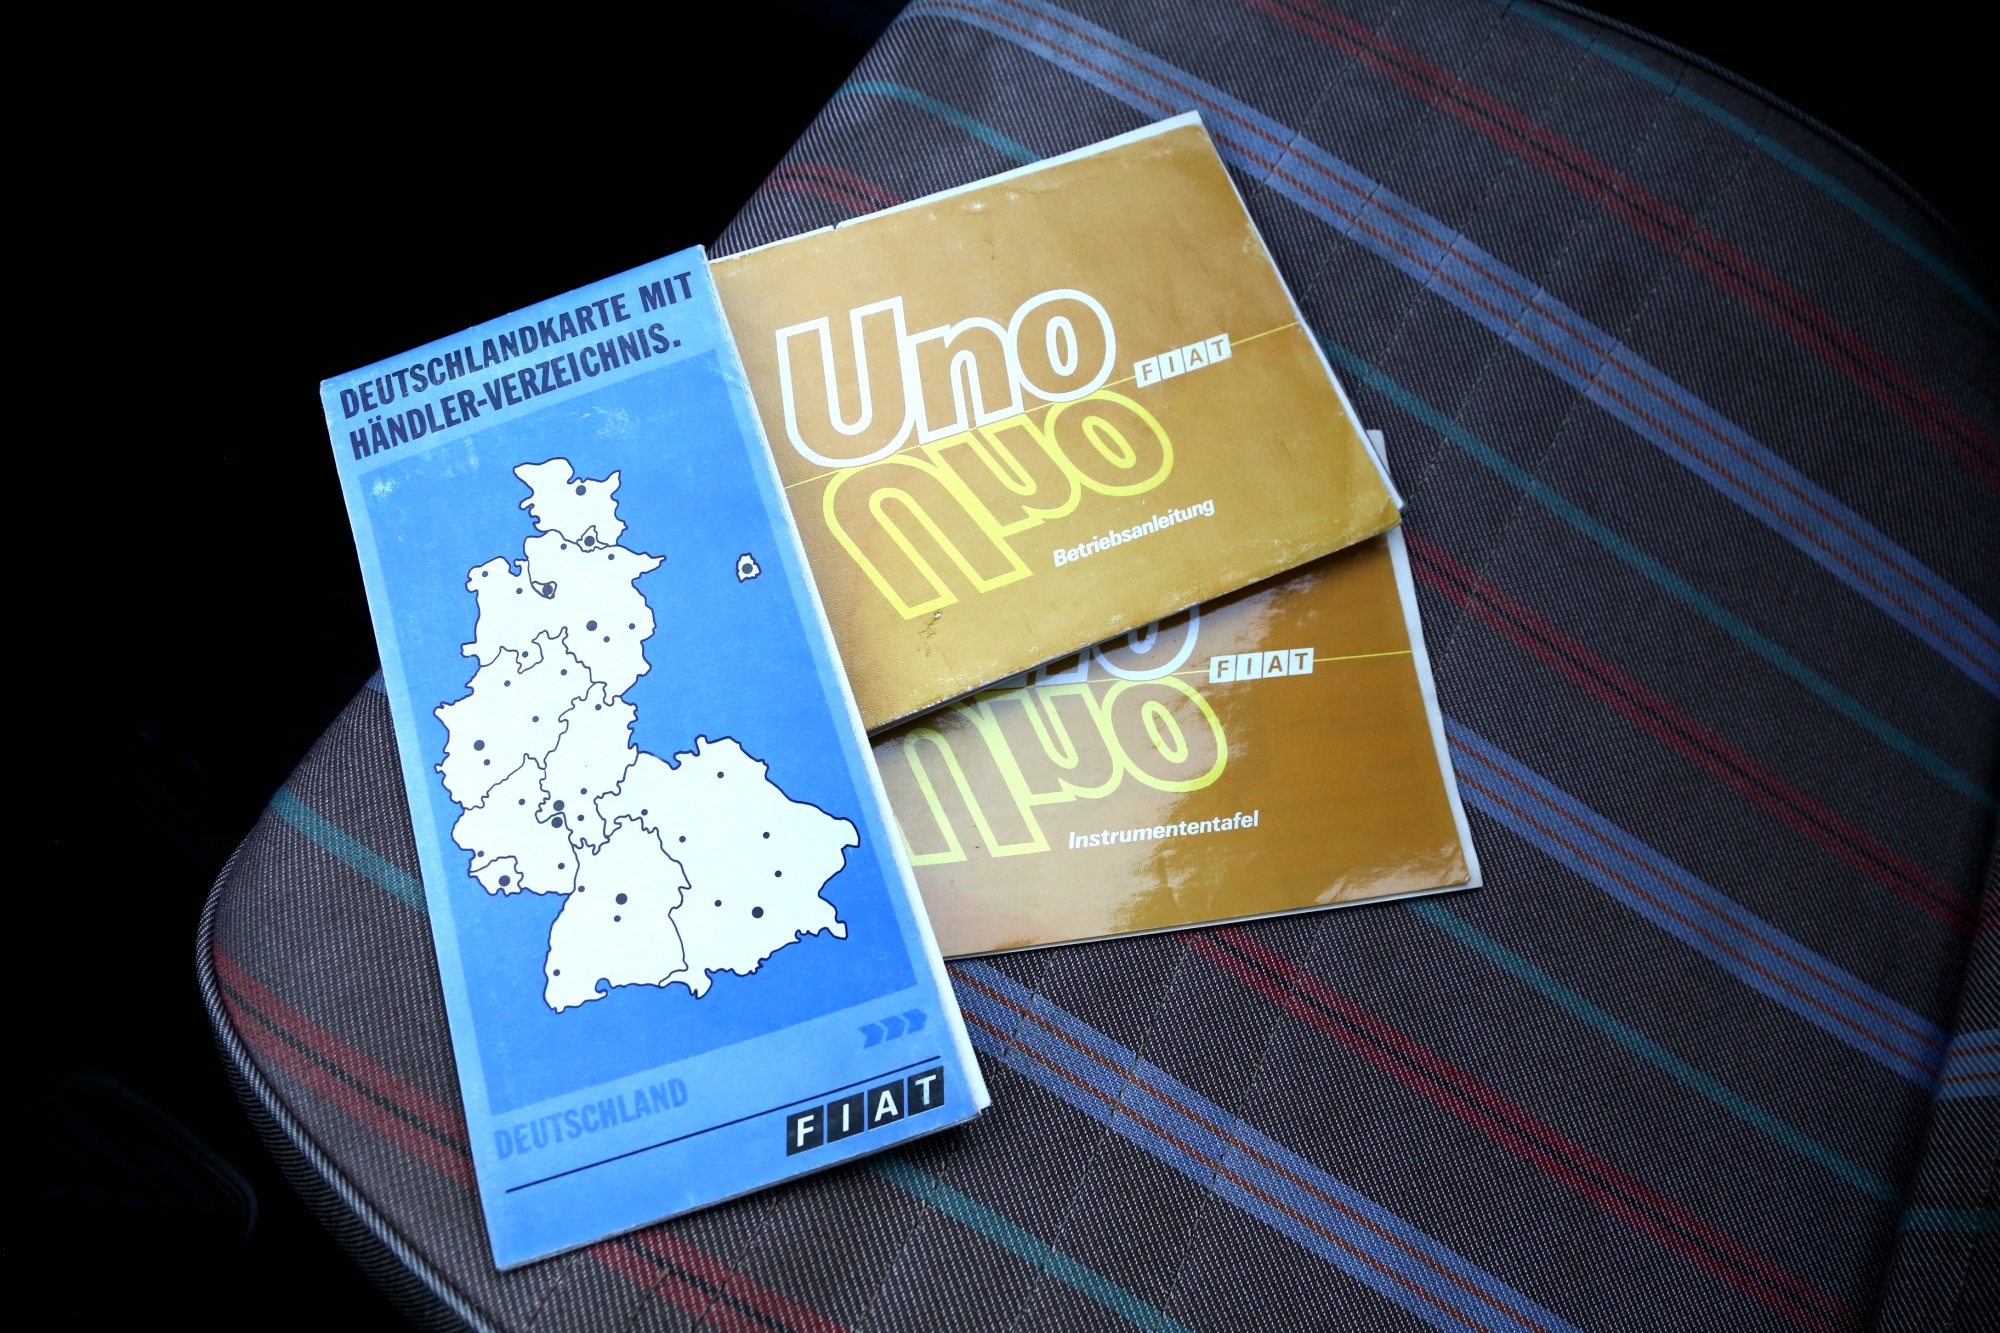 DEUTSCHLANDKARTE MIT
HÄNDLER-VERZEICHNIS.
DEUTSCHLAND
FIAT
Uno
FIAT
Uno
Betriebsanleitung
FIAT
Uno
Instrumententafel